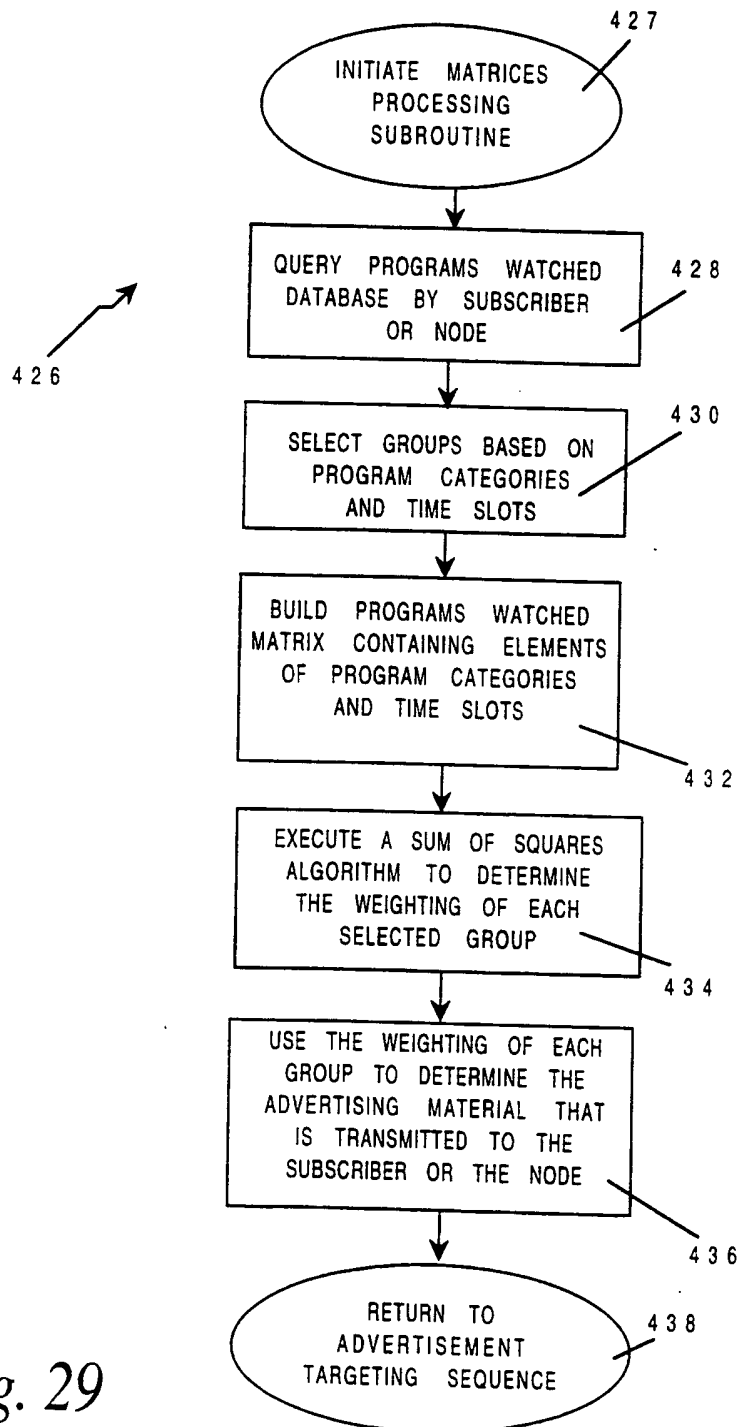 427
INITIATE MATRICES
PROCESSING
SUBROUTINE
QUERY PROGRAMS WATCHED
DATABASE BY SUBSCRIBER
OR NODE
428
426
SELECT GROUPS BASED ON
PROGRAM CATEGORIES
AND TIME SLOTS
430
BUILD PROGRAMS WATCHED
MATRIX CONTAINING ELEMENTS
OF PROGRAM CATEGORIES
AND TIME SLOTS
432
EXECUTE A SUM OF SQUARES
ALGORITHM TO DETERMINE
THE WEIGHTING OF EACH
SELECTED GROUP
434
USE THE WEIGHTING OF EACH
GROUP TO DETERMINE THE
ADVERTISING MATERIAL THAT
IS TRANSMITTED TO THE
SUBSCRIBER OR THE NODE
436
RETURN TO
ADVERTISEMENT
TARGETING SEQUENCE
438
g. 29